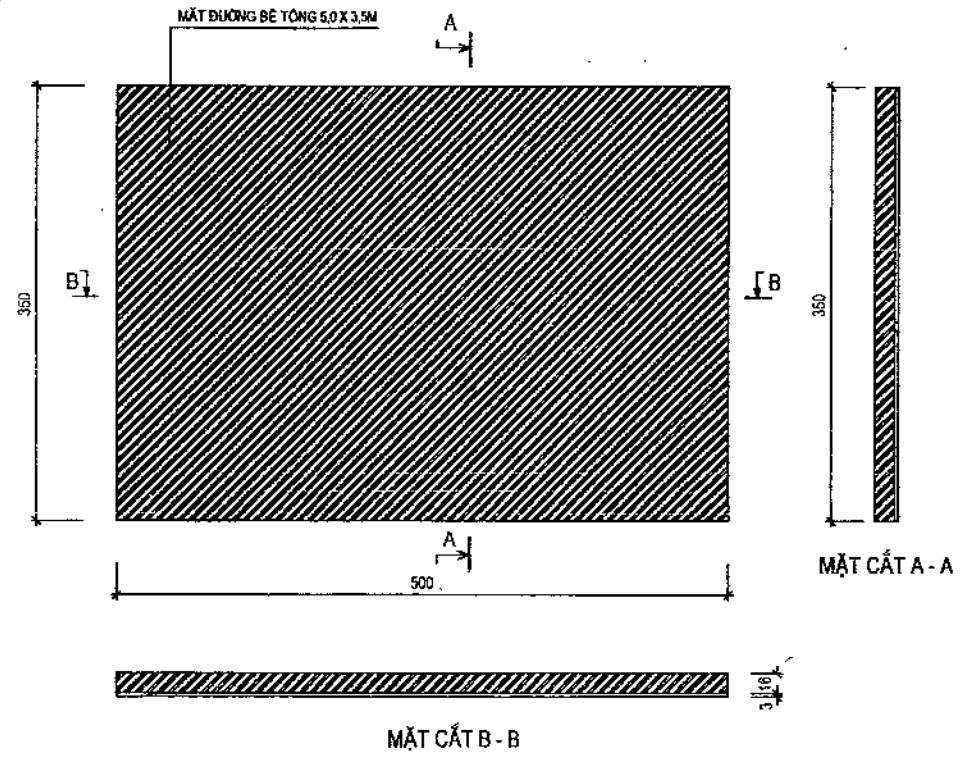 MẶT ĐƯỜNG BÊ TÔNG 5,0 X 3,5M
A
350
B
B
350
A
MẶT CẮT A - A
500
3 16
MẶT CẮT B - B